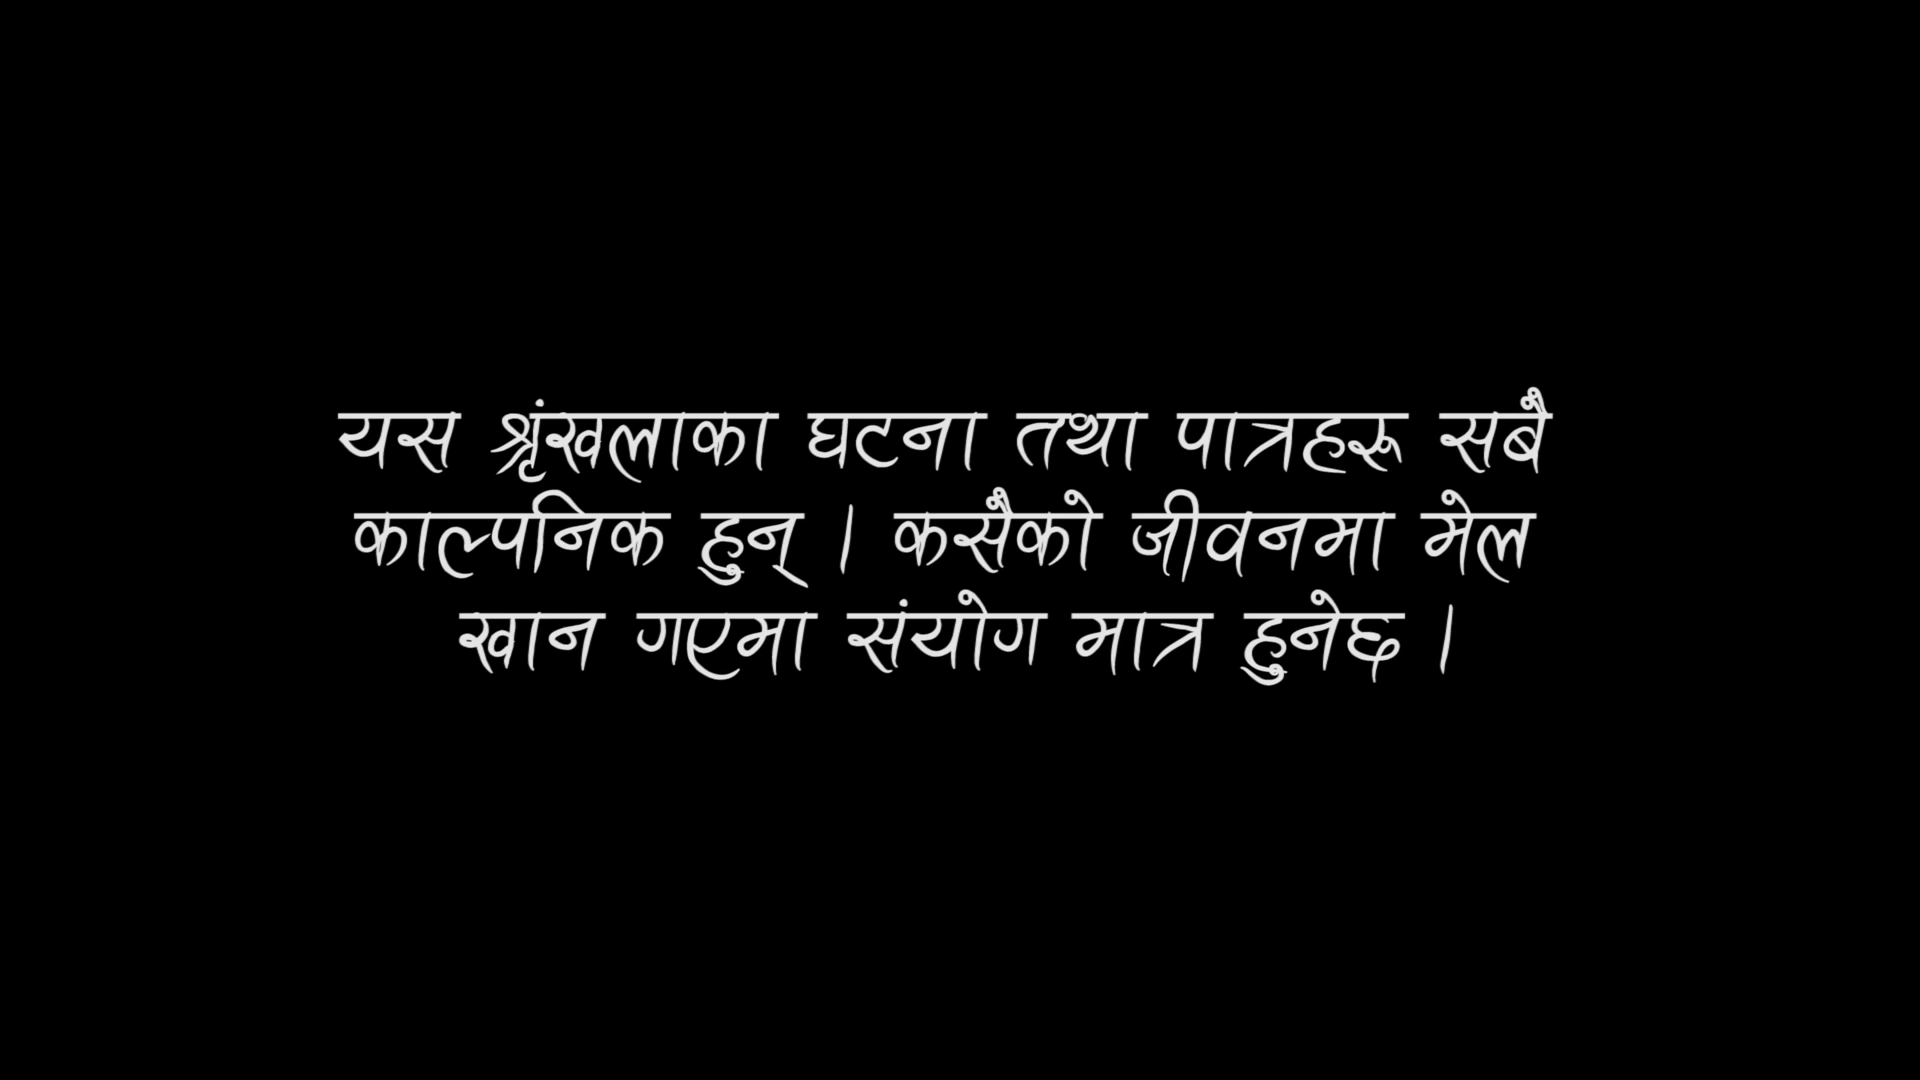 यस श्रृंखलाका घटना तथा पात्रहरू सबै
काल्पनिक हुन् । कसैको जीवनमा मेल
खान गएमा संयोग मात्र हुनेछ ।